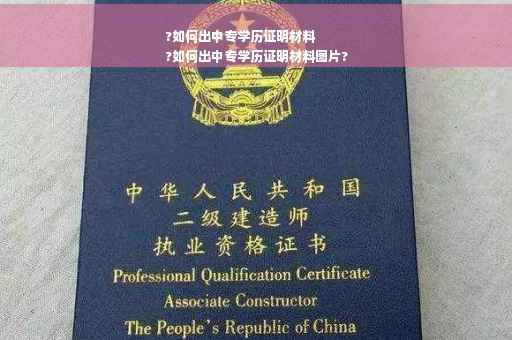 ?如何出中专学历证明材料
?如何出中专学历证明材料图片?
中华人民共和国
二级建造师
执业资格证书
Professional Qualification Certificate
Associate Constructor
The People's Republic of China